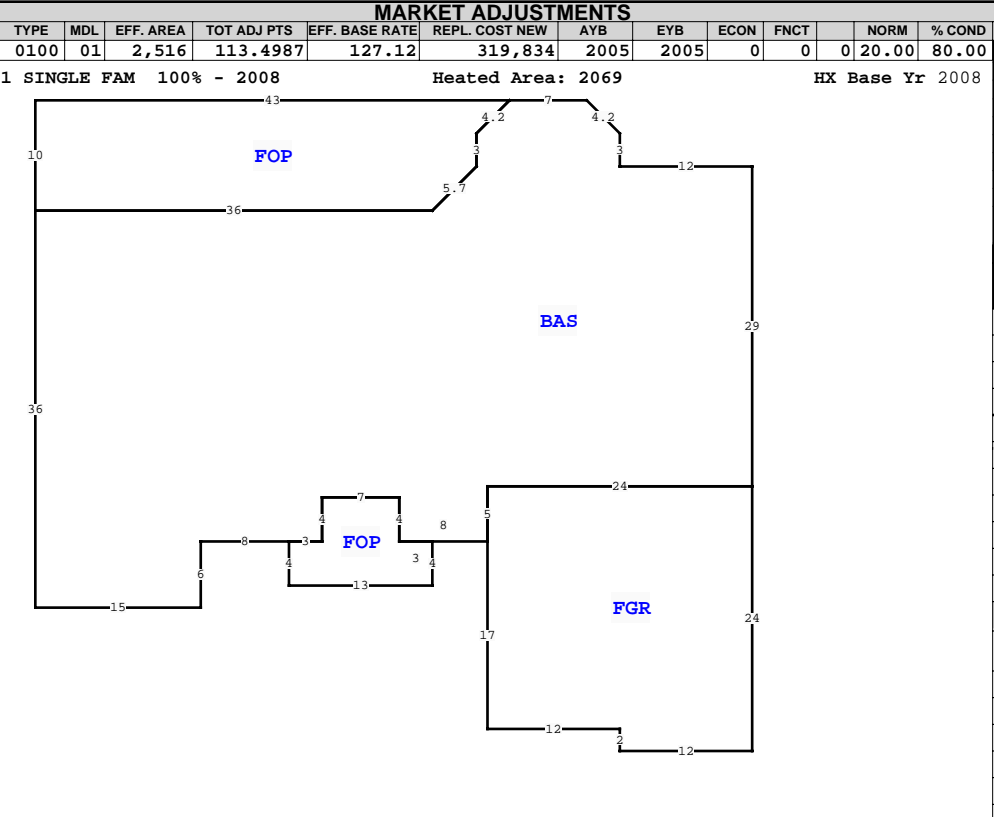 MARKET ADJUSTMENTS
TYPE MDL EFF. AREA TOT ADJ PTS EFF. BASE RATE REPL. COST NEW AYB EYB ECON FNCT NORM % COND
0100 01 2,516 113.4987 127.12 319,834 2005 2005 0 0 0 20.00 80.00
1 SINGLE FAM 100% - 2008 Heated Area: 2069 HX Base Yr 2008
43 7
4.2 4.2
10 FOP 3 3
12
5.7
36
BAS
29
36
24
7
4 4 8 5
8 3 FOP
4 3 4
6
13
15
FGR
24
17
12
2
12